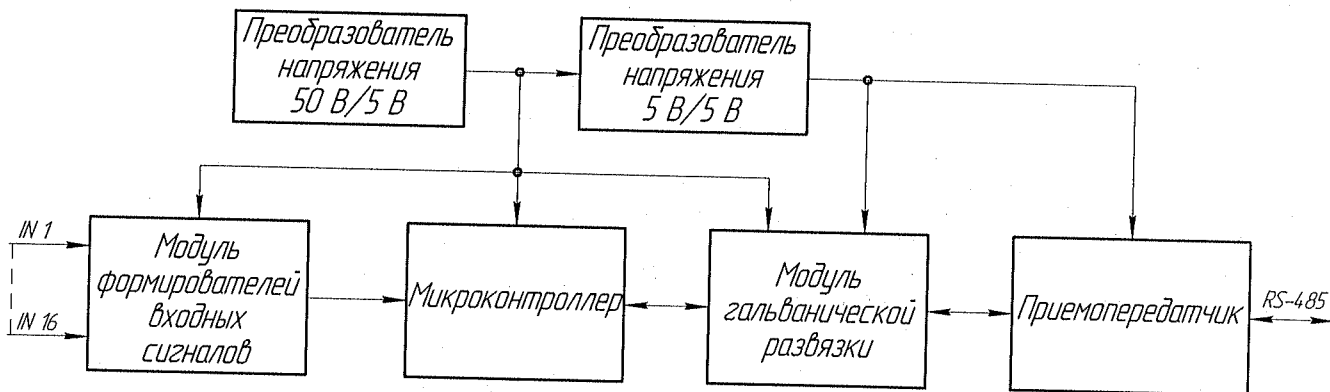 Преобразователь
напряжения
50 В/5 В
Преобразователь
напряжения
5 В/5 В
IN 1
IN 16
Модуль
формирователей
входных
сигналов
Микроконтроллер
Модуль
гальванической
развязки
Приемопередатчик
RS-485